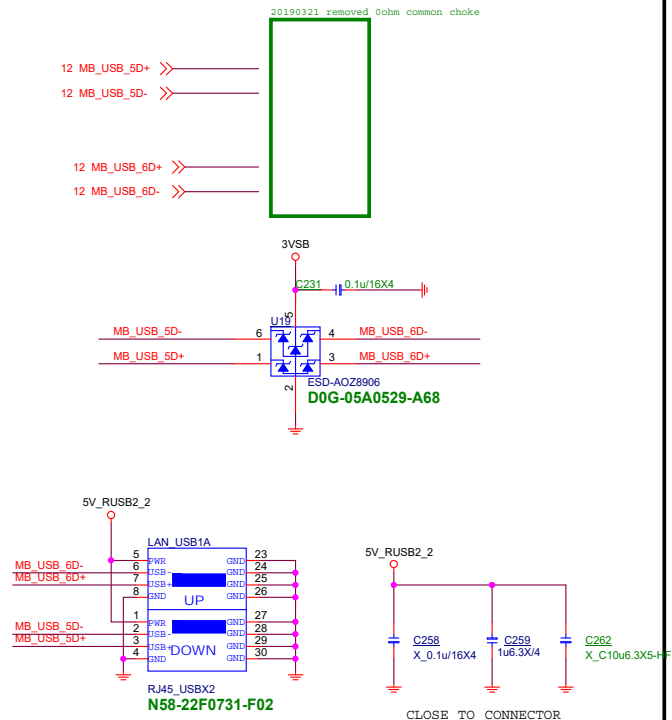 20190321 removed 0ohm common choke
12 MB_USB_5D+
12 MB_USB_5D-
12 MB_USB_6D+
12 MB_USB_6D-
3VSB
C231 0.1u/16X4
U19 5
MB_USB_5D- 6 4 MB_USB_6D-
MB_USB_5D+ 1 3 MB_USB_6D+
2
ESD-AOZ8906
D0G-05A0529-A68
5V_RUSB2_2
LAN_USB1A
5 PWR GND 23
MB_USB_6D- 6 USB- GND 24
MB_USB_6D+ 7 USB+ GND 25
8 GND GND 26
UP
1 PWR GND 27
MB_USB_5D- 2 USB- GND 28
MB_USB_5D+ 3 USB+ GND 29
4 GND GND 30
DOWN
RJ45_USBX2
N58-22F0731-F02
5V_RUSB2_2
C258 C259 C262
X_0.1u/16X4 1u6.3X/4 X_C10u6.3X5-HF
CLOSE TO CONNECTOR